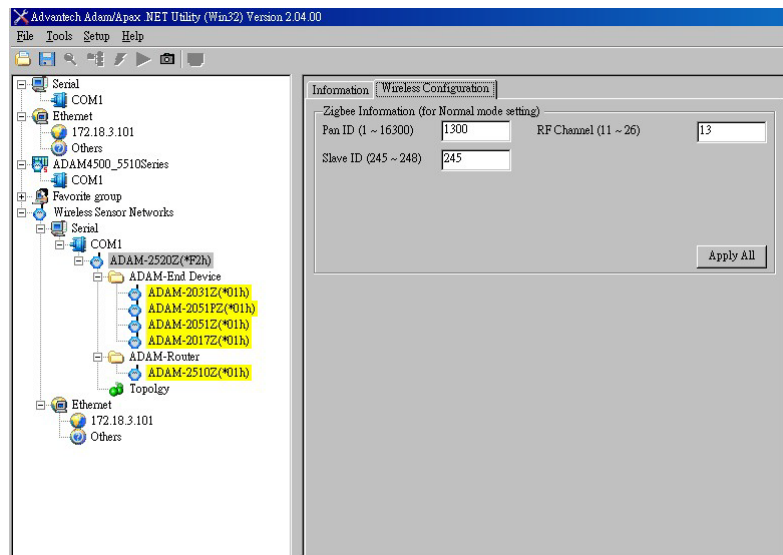 Advantech Adam/Apax .NET Utility (Win32) Version 2.04.00
File Tools Setup Help
Serial
COM1
Ethernet
172.18.3.101
Others
ADAM4500_5510Series
COM1
Favorite group
Wireless Sensor Networks
Serial
COM1
ADAM-2520Z(*F2h)
ADAM-End Device
ADAM-2031Z(*01h)
ADAM-2051PZ(*01h)
ADAM-2051Z(*01h)
ADAM-2017Z(*01h)
ADAM-Router
ADAM-2510Z(*01h)
Topolgy
Ethernet
172.18.3.101
Others
Information Wireless Configuration
Zigbee Information (for Normal mode setting)
Pan ID (1 ~ 16300) 1300 RF Channel (11 ~ 26) 13
Slave ID (245 ~ 248) 245
Apply All